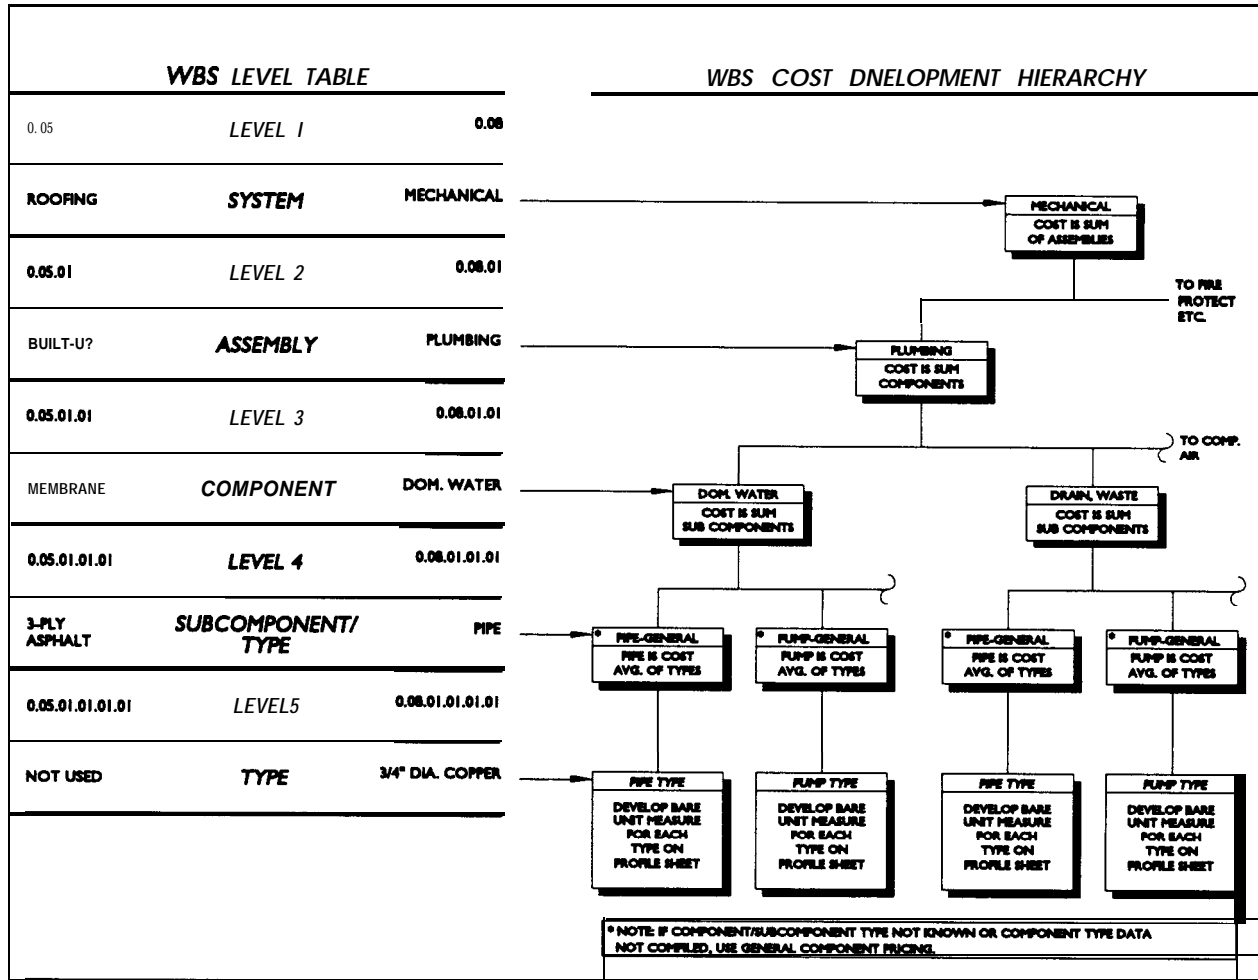 WBS LEVEL TABLE
0.05 LEVEL I 0.08
ROOFING SYSTEM MECHANICAL
0.05.01 LEVEL 2 0.08.01
BUILT-U? ASSEMBLY PLUMBING
0.05.01.01 LEVEL 3 0.08.01.01
MEMBRANE COMPONENT DOM. WATER
0.05.01.01.01 LEVEL 4 0.08.01.01.01
3-PLY
ASPHALT
SUBCOMPONENT/
TYPE
PIPE
0.05.01.01.01.01 LEVEL5 0.08.01.01.01.01
NOT USED TYPE 3/4" DIA. COPPER
WBS COST DNELOPMENT HIERARCHY
MECHANICAL
COST IS SUM
OF ASSEMBLIES
TO FIRE
PROTECT
ETC.
PLUMBING
COST IS SUM
COMPONENTS
TO COMP.
AIR
DOM. WATER
COST IS SUM
SUB COMPONENTS
DRAIN, WASTE
COST IS SUM
SUB COMPONENTS
* PIPE-GENERAL
PIPE IS COST
AVG. OF TYPES
* PUMP-GENERAL
PUMP IS COST
AVG. OF TYPES
* PIPE-GENERAL
PIPE IS COST
AVG. OF TYPES
* PUMP-GENERAL
PUMP IS COST
AVG. OF TYPES
PIPE TYPE
DEVELOP BARE
UNIT MEASURE
FOR EACH
TYPE ON
PROFILE SHEET
PUMP TYPE
DEVELOP BARE
UNIT MEASURE
FOR EACH
TYPE ON
PROFILE SHEET
PIPE TYPE
DEVELOP BARE
UNIT MEASURE
FOR EACH
TYPE ON
PROFILE SHEET
PUMP TYPE
DEVELOP BARE
UNIT MEASURE
FOR EACH
TYPE ON
PROFILE SHEET
* NOTE: IF COMPONENT/SUBCOMPONENT TYPE NOT KNOWN OR COMPONENT TYPE DATA
NOT COMPILED, USE GENERAL COMPONENT PRICING.